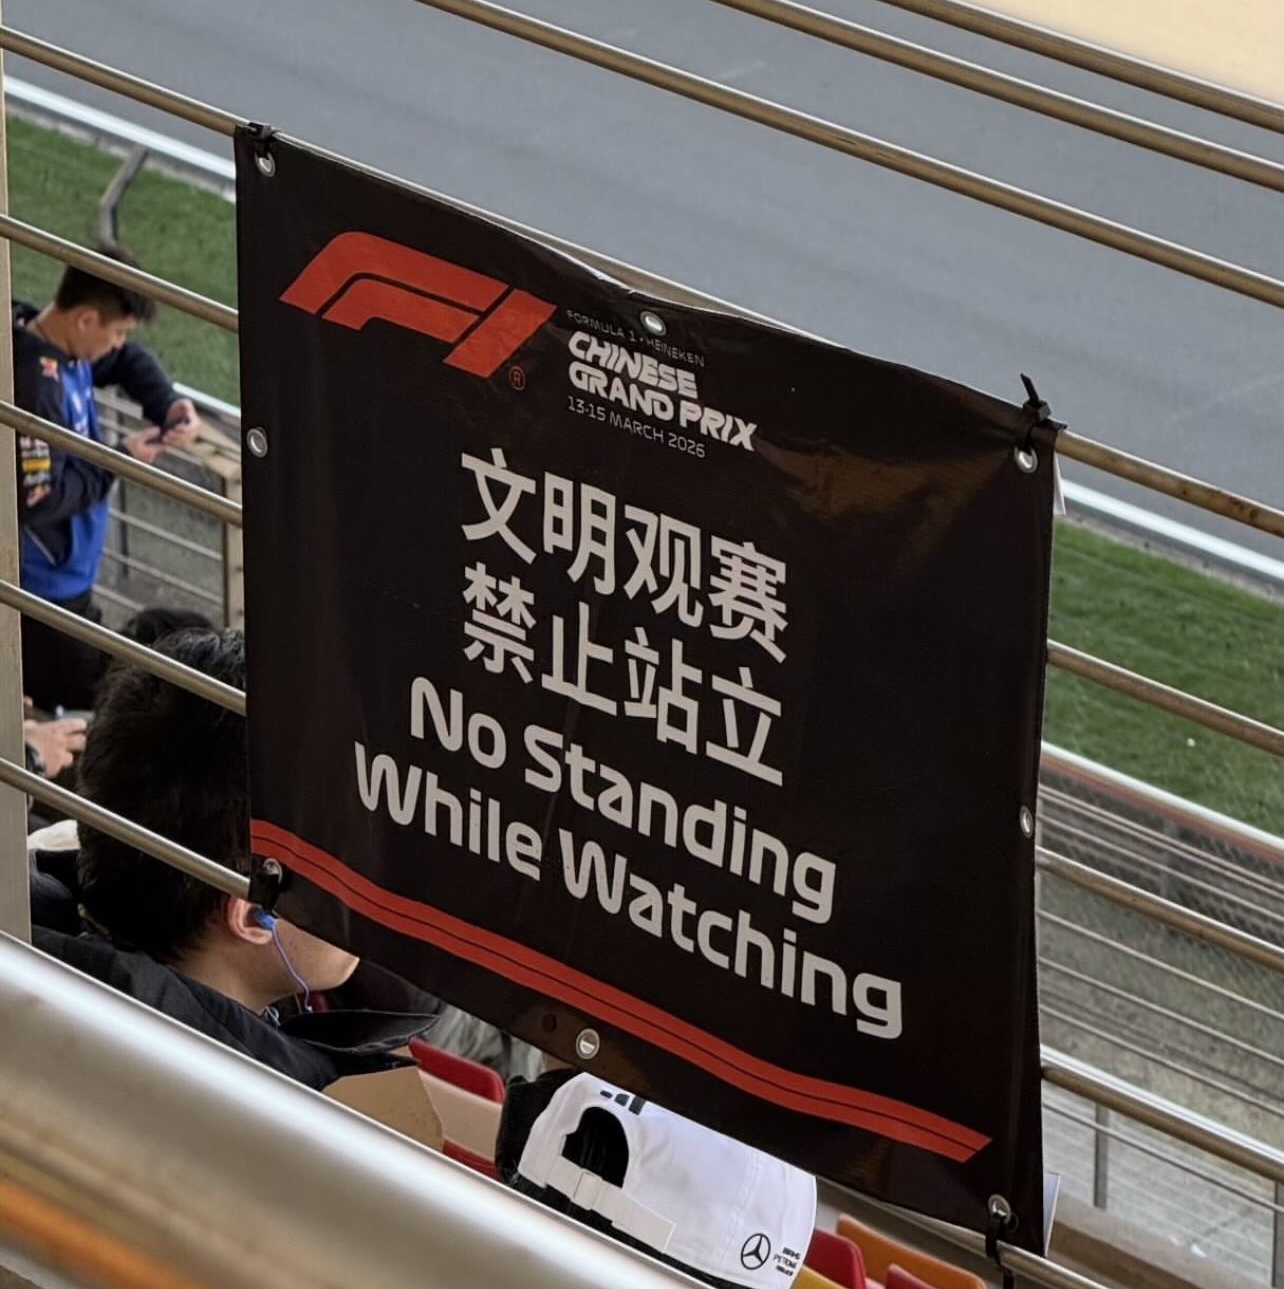 FORMULA 1 • HEINEKEN
CHINESE
GRAND PRIX
13-15 MARCH 2026
文明观赛
禁止站立
No Standing
While Watching